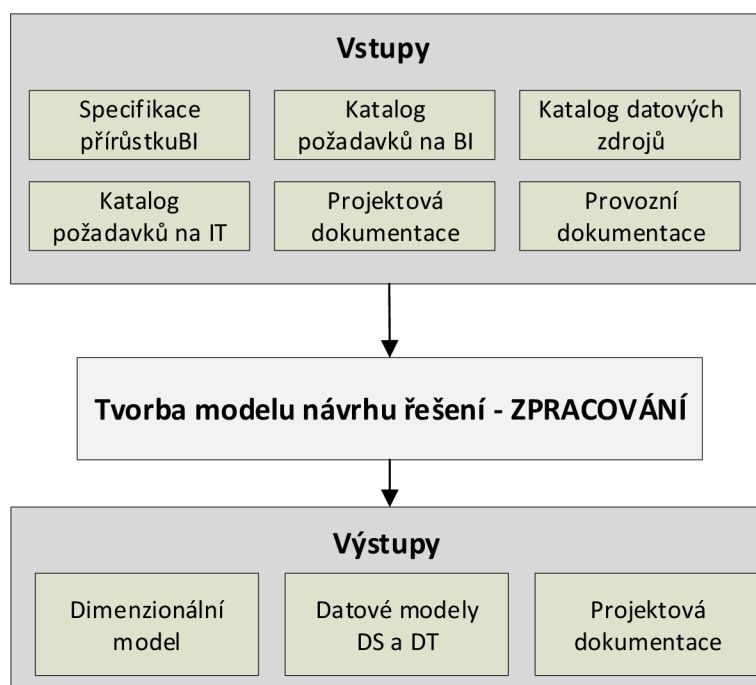 Vstupy
Specifikace
přírůstkuBI
Katalog
požadavků na BI
Katalog datových
zdrojů
Katalog
požadavků na IT
Projektová
dokumentace
Provozní
dokumentace
Tvorba modelu návrhu řešení - ZPRACOVÁNÍ
Výstupy
Dimenzionální
model
Datové modely
DS a DT
Projektová
dokumentace